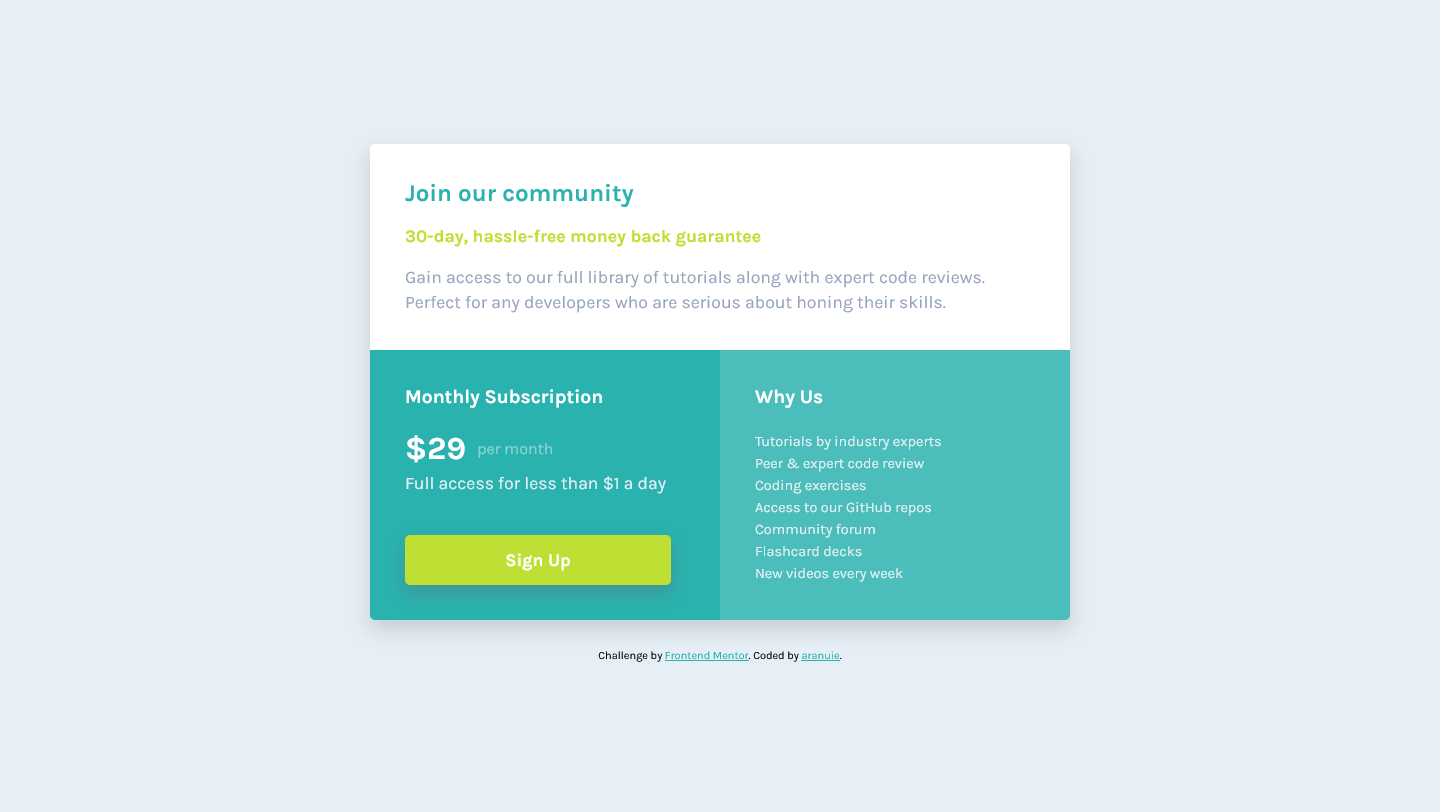 Join our community
30-day, hassle-free money back guarantee
Gain access to our full library of tutorials along with expert code reviews.
Perfect for any developers who are serious about honing their skills.
Monthly Subscription
$29 per month
Full access for less than $1 a day
Sign Up
Why Us
Tutorials by industry experts
Peer & expert code review
Coding exercises
Access to our GitHub repos
Community forum
Flashcard decks
New videos every week
Challenge by Frontend Mentor. Coded by aranuie.